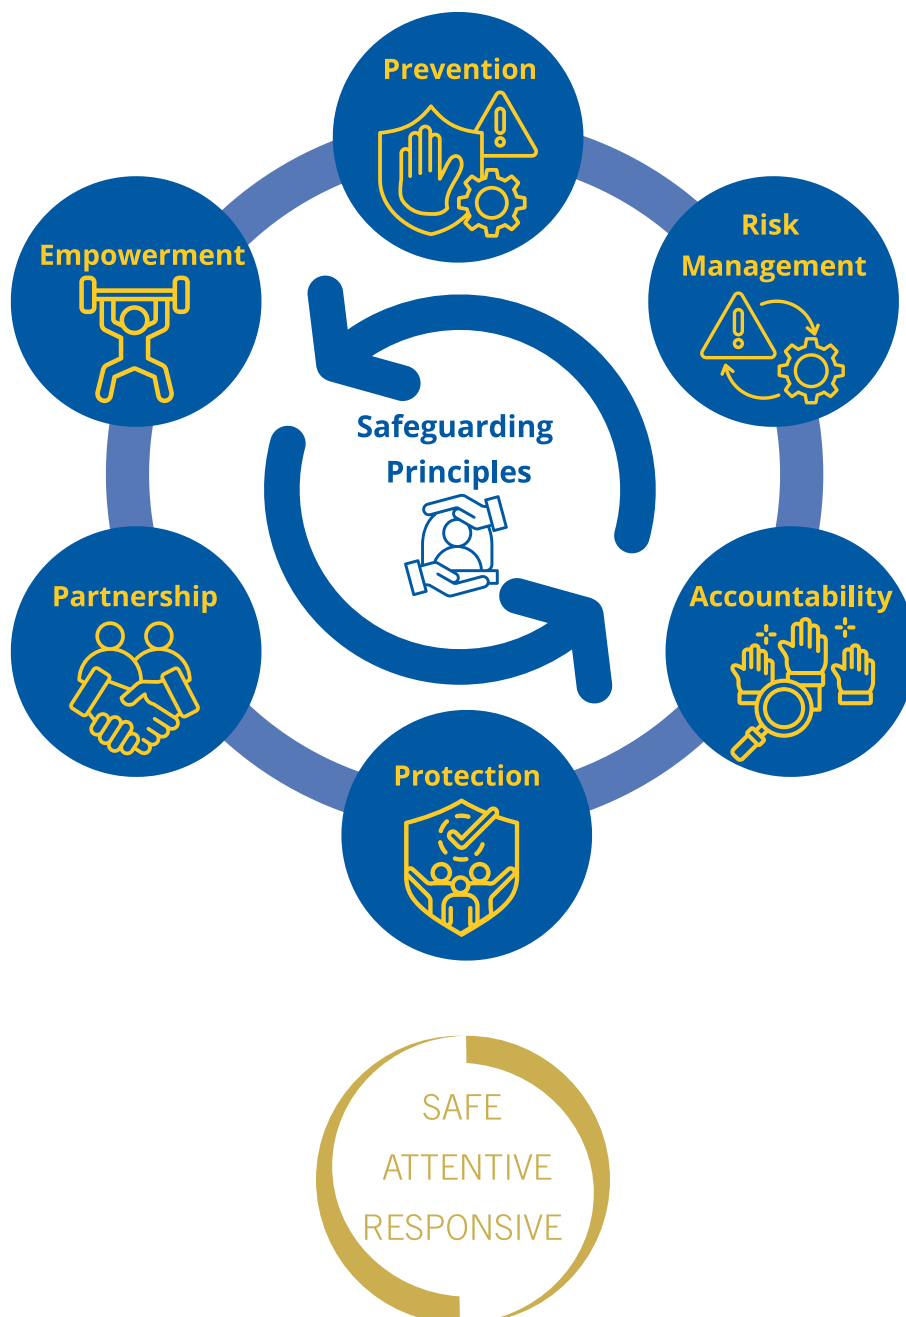 Prevention
Risk
Management
Empowerment
Safeguarding
Principles
Partnership
Accountability
Protection
SAFE
ATTENTIVE
RESPONSIVE